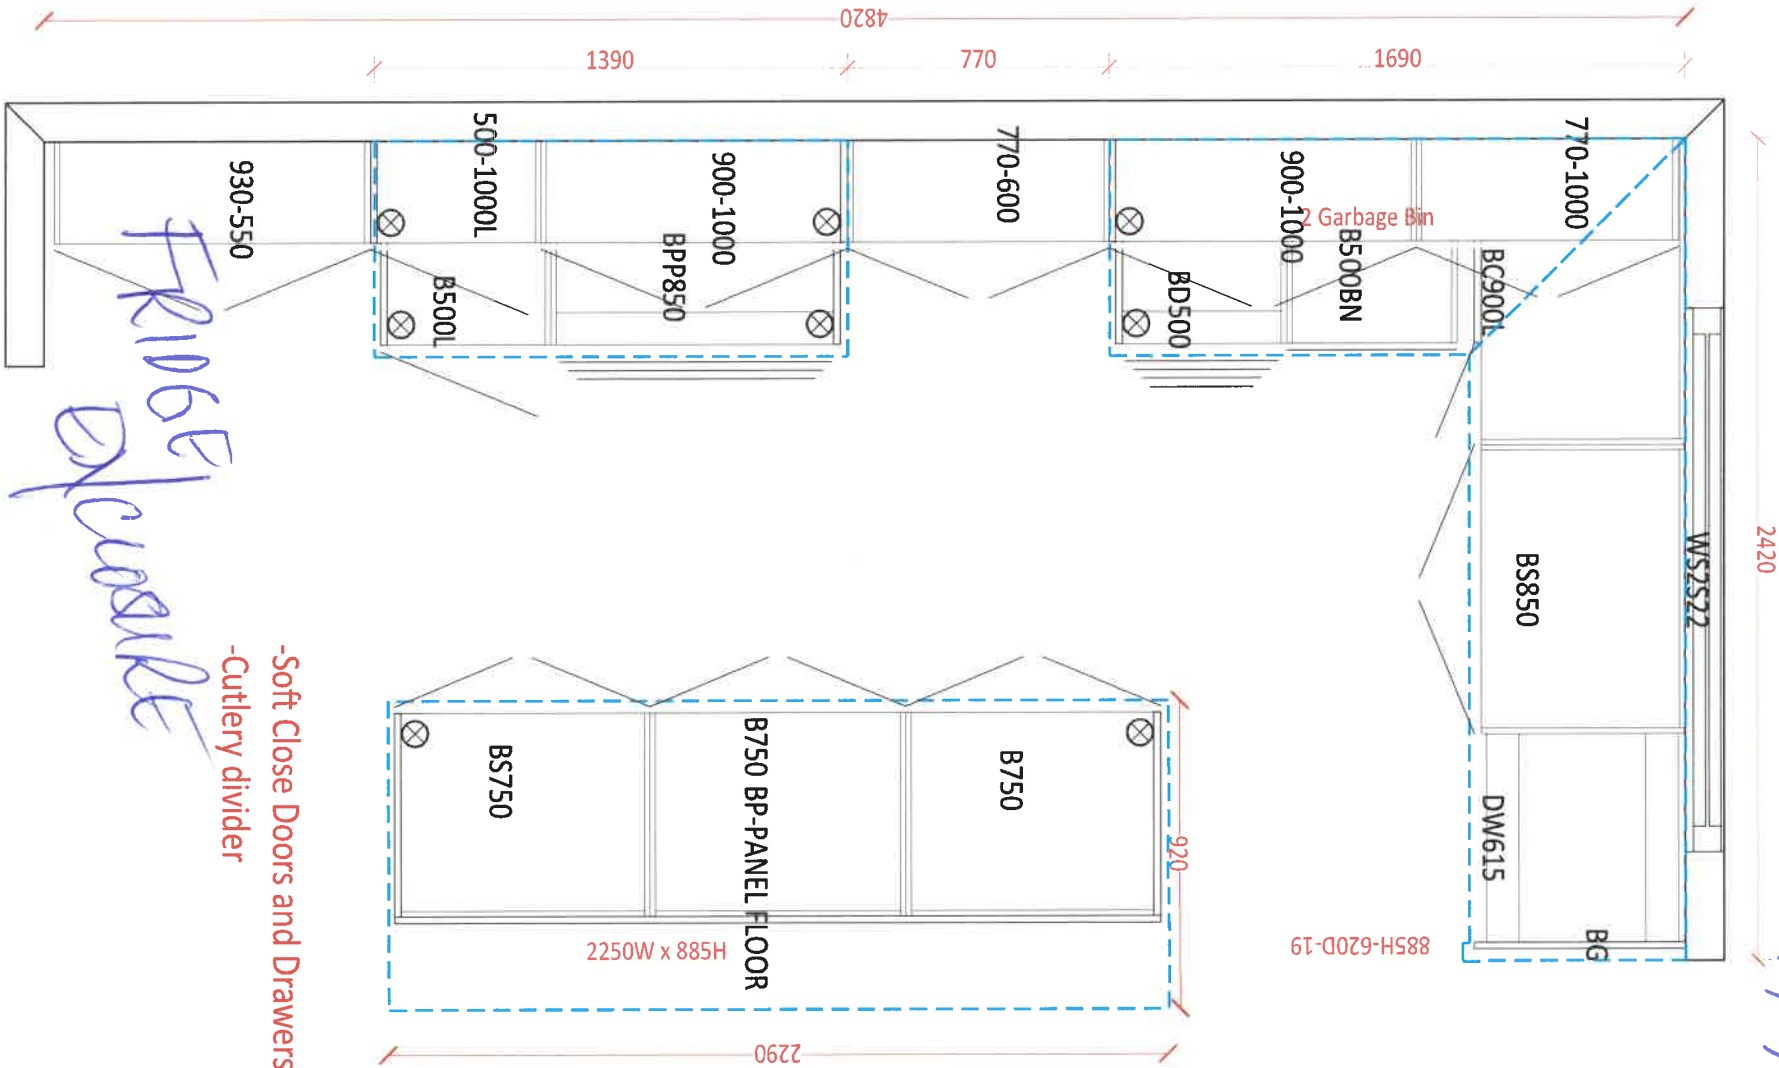 4820
1390
770
1690
930-550
500-1000L
900-1000
770-600
900-1000
770-1000
2 Garbage Bin
B500L
BPP850
BD500
B500BN
BC900L
FRIDGE
2420
WS2S22
BS850
DW615
BG
885H-620D-19
BS750
B750 BP-PANEL FLOOR
B750
920
2250W x 885H
2290
-Soft Close Doors and Drawers
-Cutlery divider